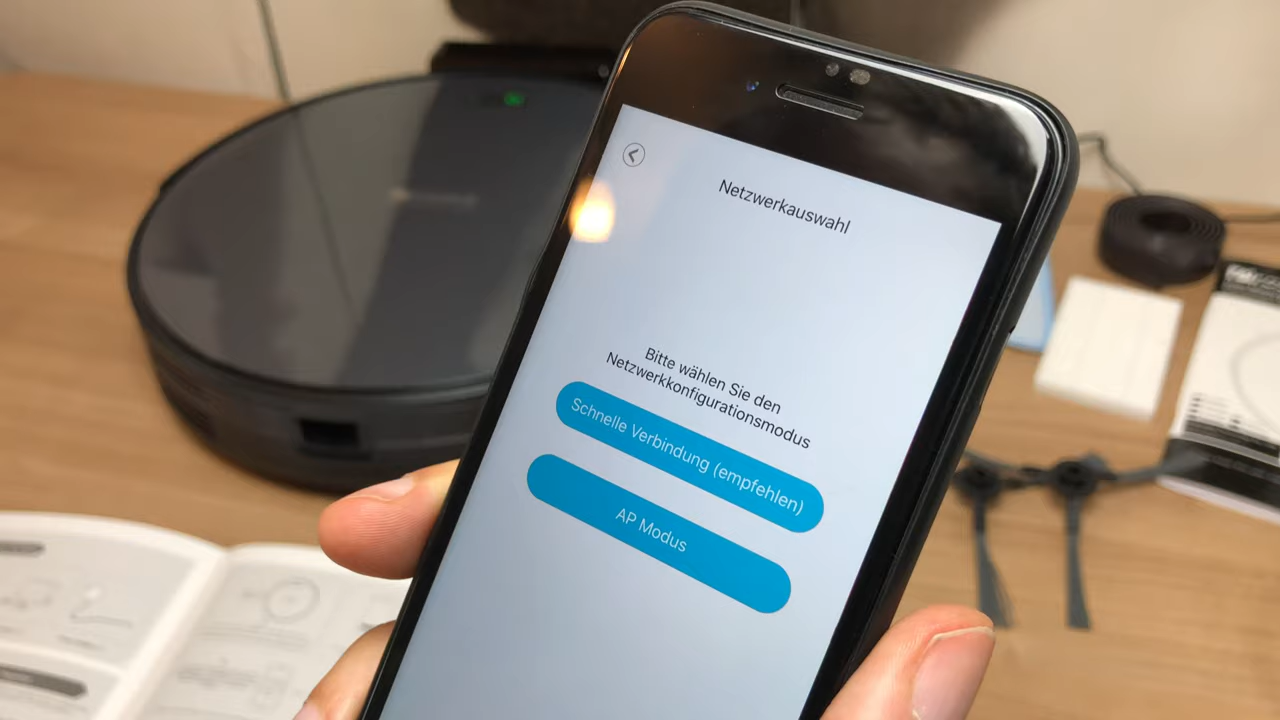 Netzwerkauswahl
Bitte wählen Sie den
Netzwerkkonfigurationsmodus
Schnelle Verbindung (empfehlen)
AP Modus